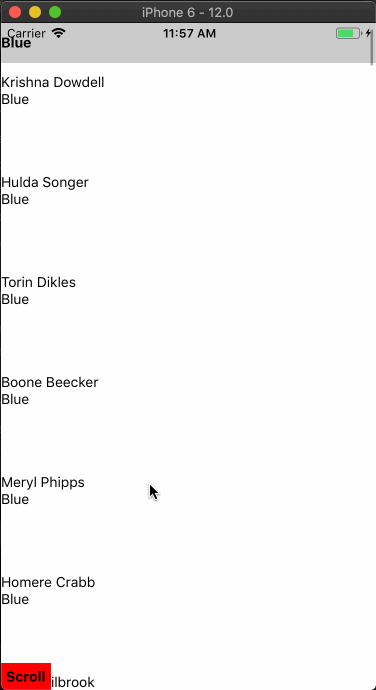 iPhone 6 - 12.0
Carrier 11:57 AM
Blue
Krishna Dowdell
Blue
Hulda Songer
Blue
Torin Dikles
Blue
Boone Beecker
Blue
Meryl Phipps
Blue
Homere Crabb
Blue
Scroll ilbrook